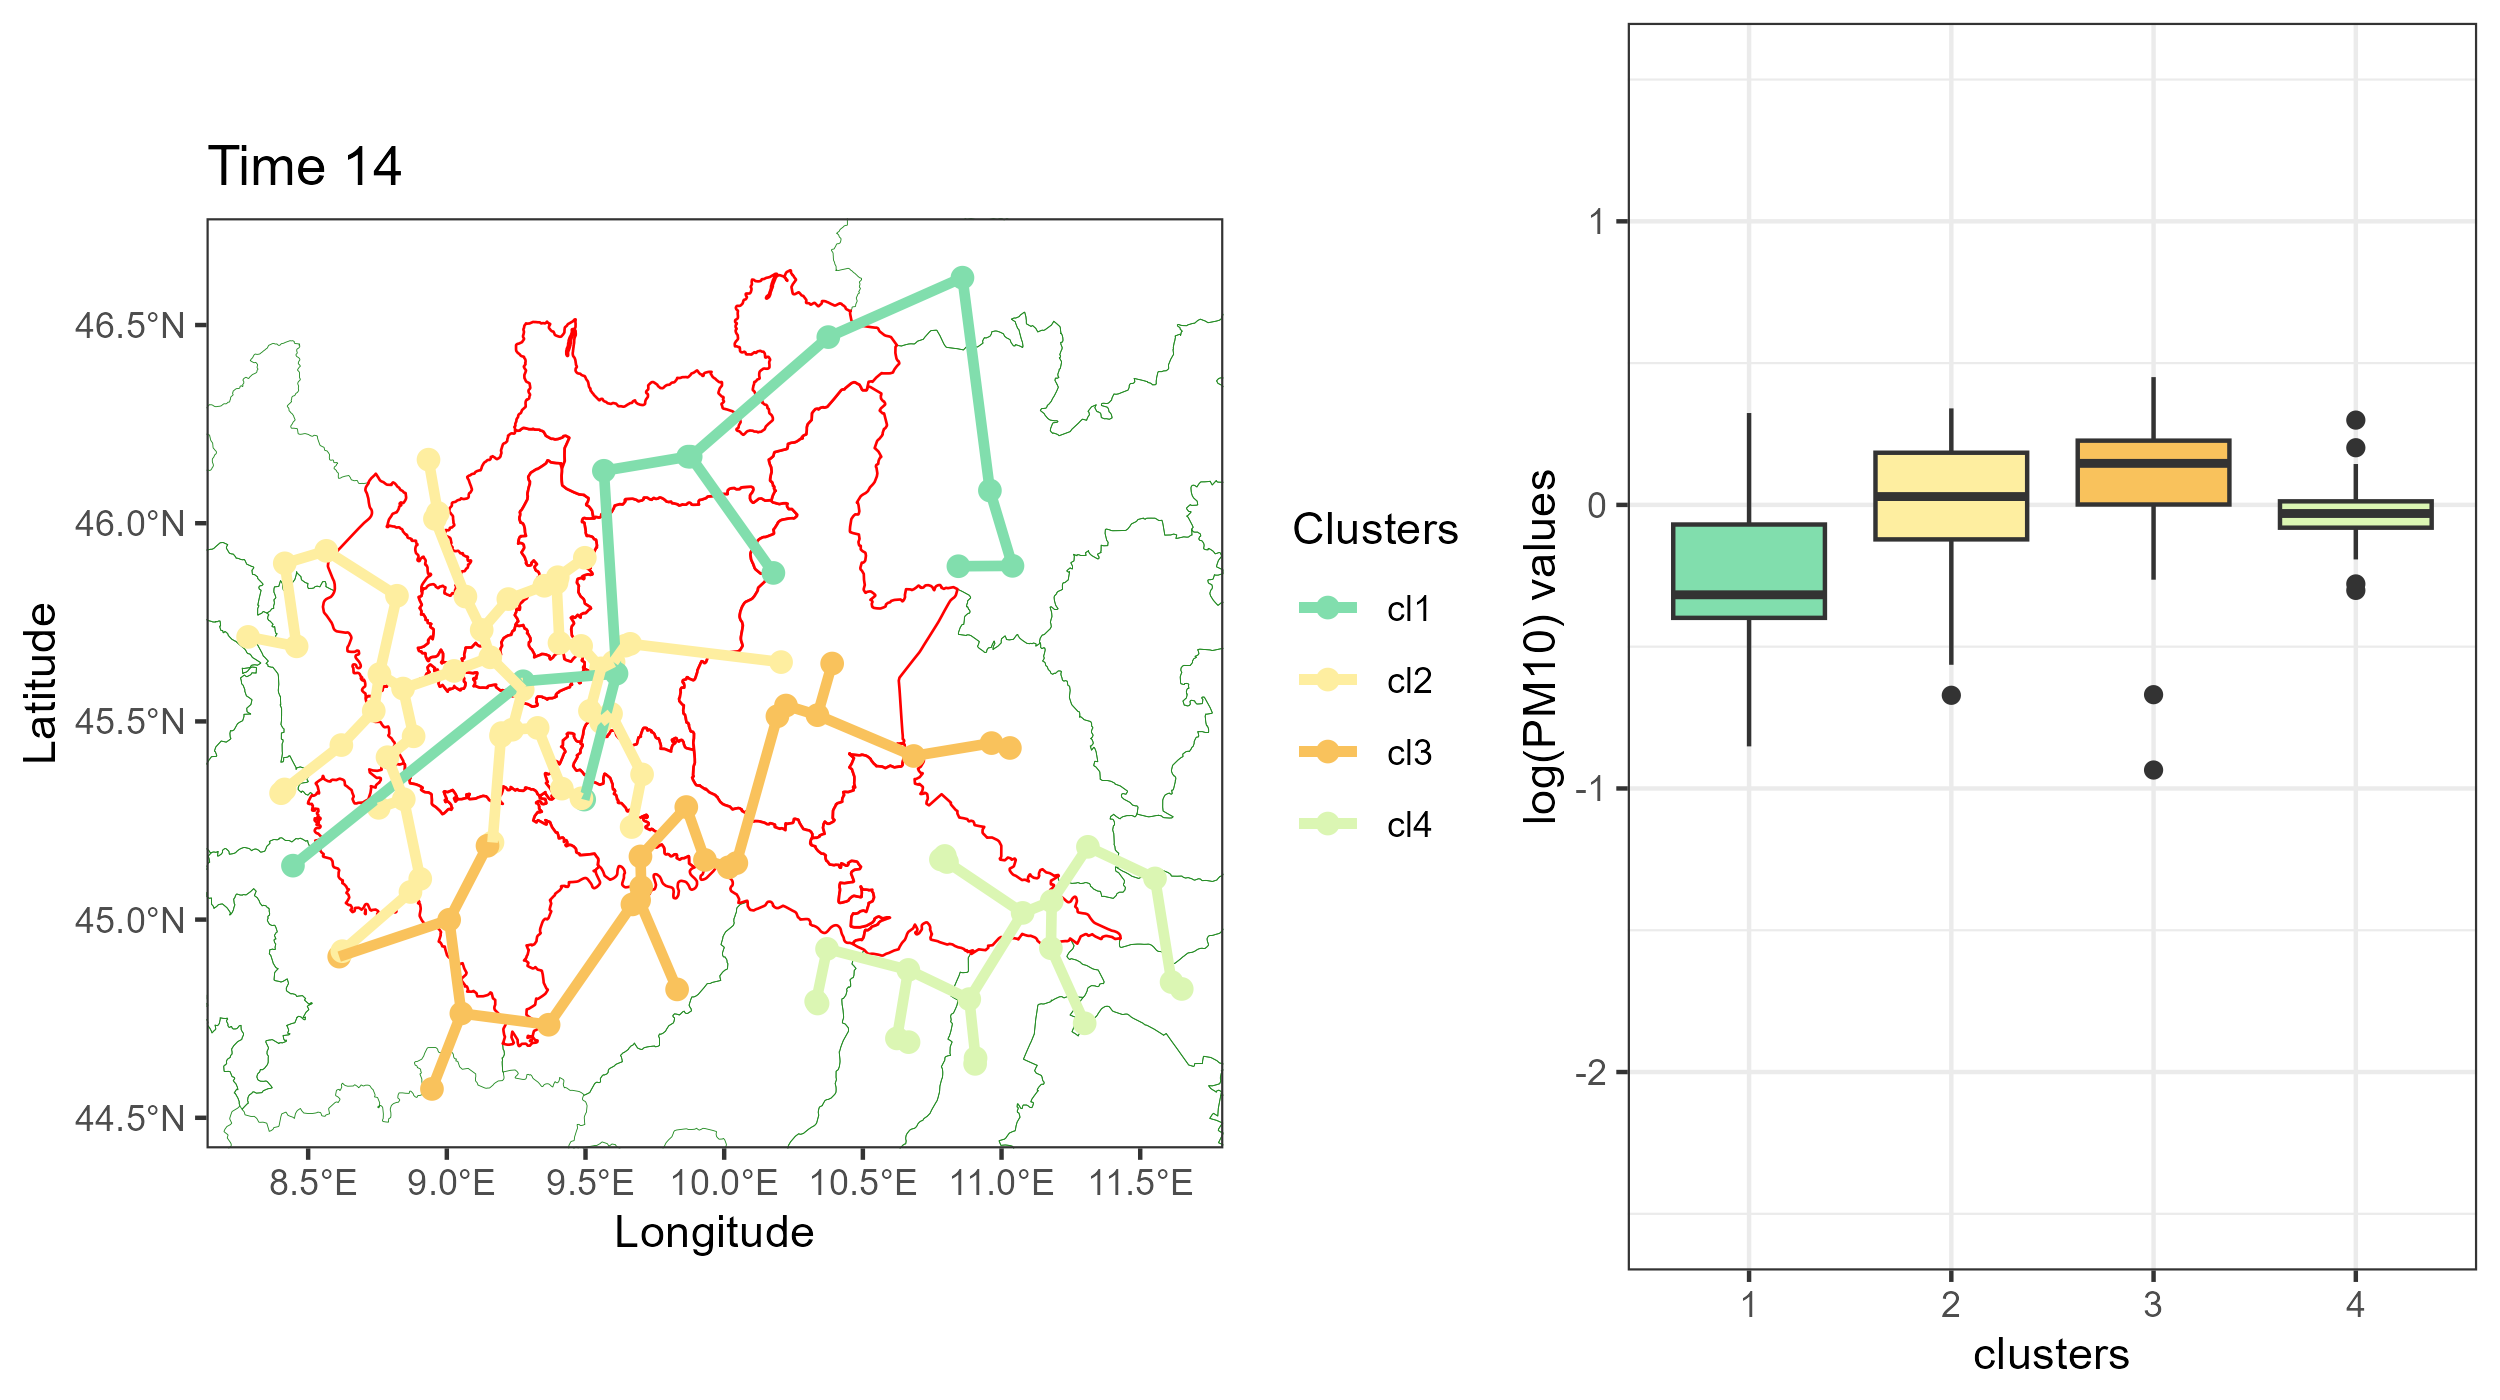 Time 14
46.5°N
46.0°N
45.5°N
45.0°N
44.5°N
Latitude
8.5°E 9.0°E 9.5°E 10.0°E 10.5°E 11.0°E 11.5°E
Longitude
Clusters
cl1
cl2
cl3
cl4
1
0
-1
-2
log(PM10) values
1 2 3 4
clusters